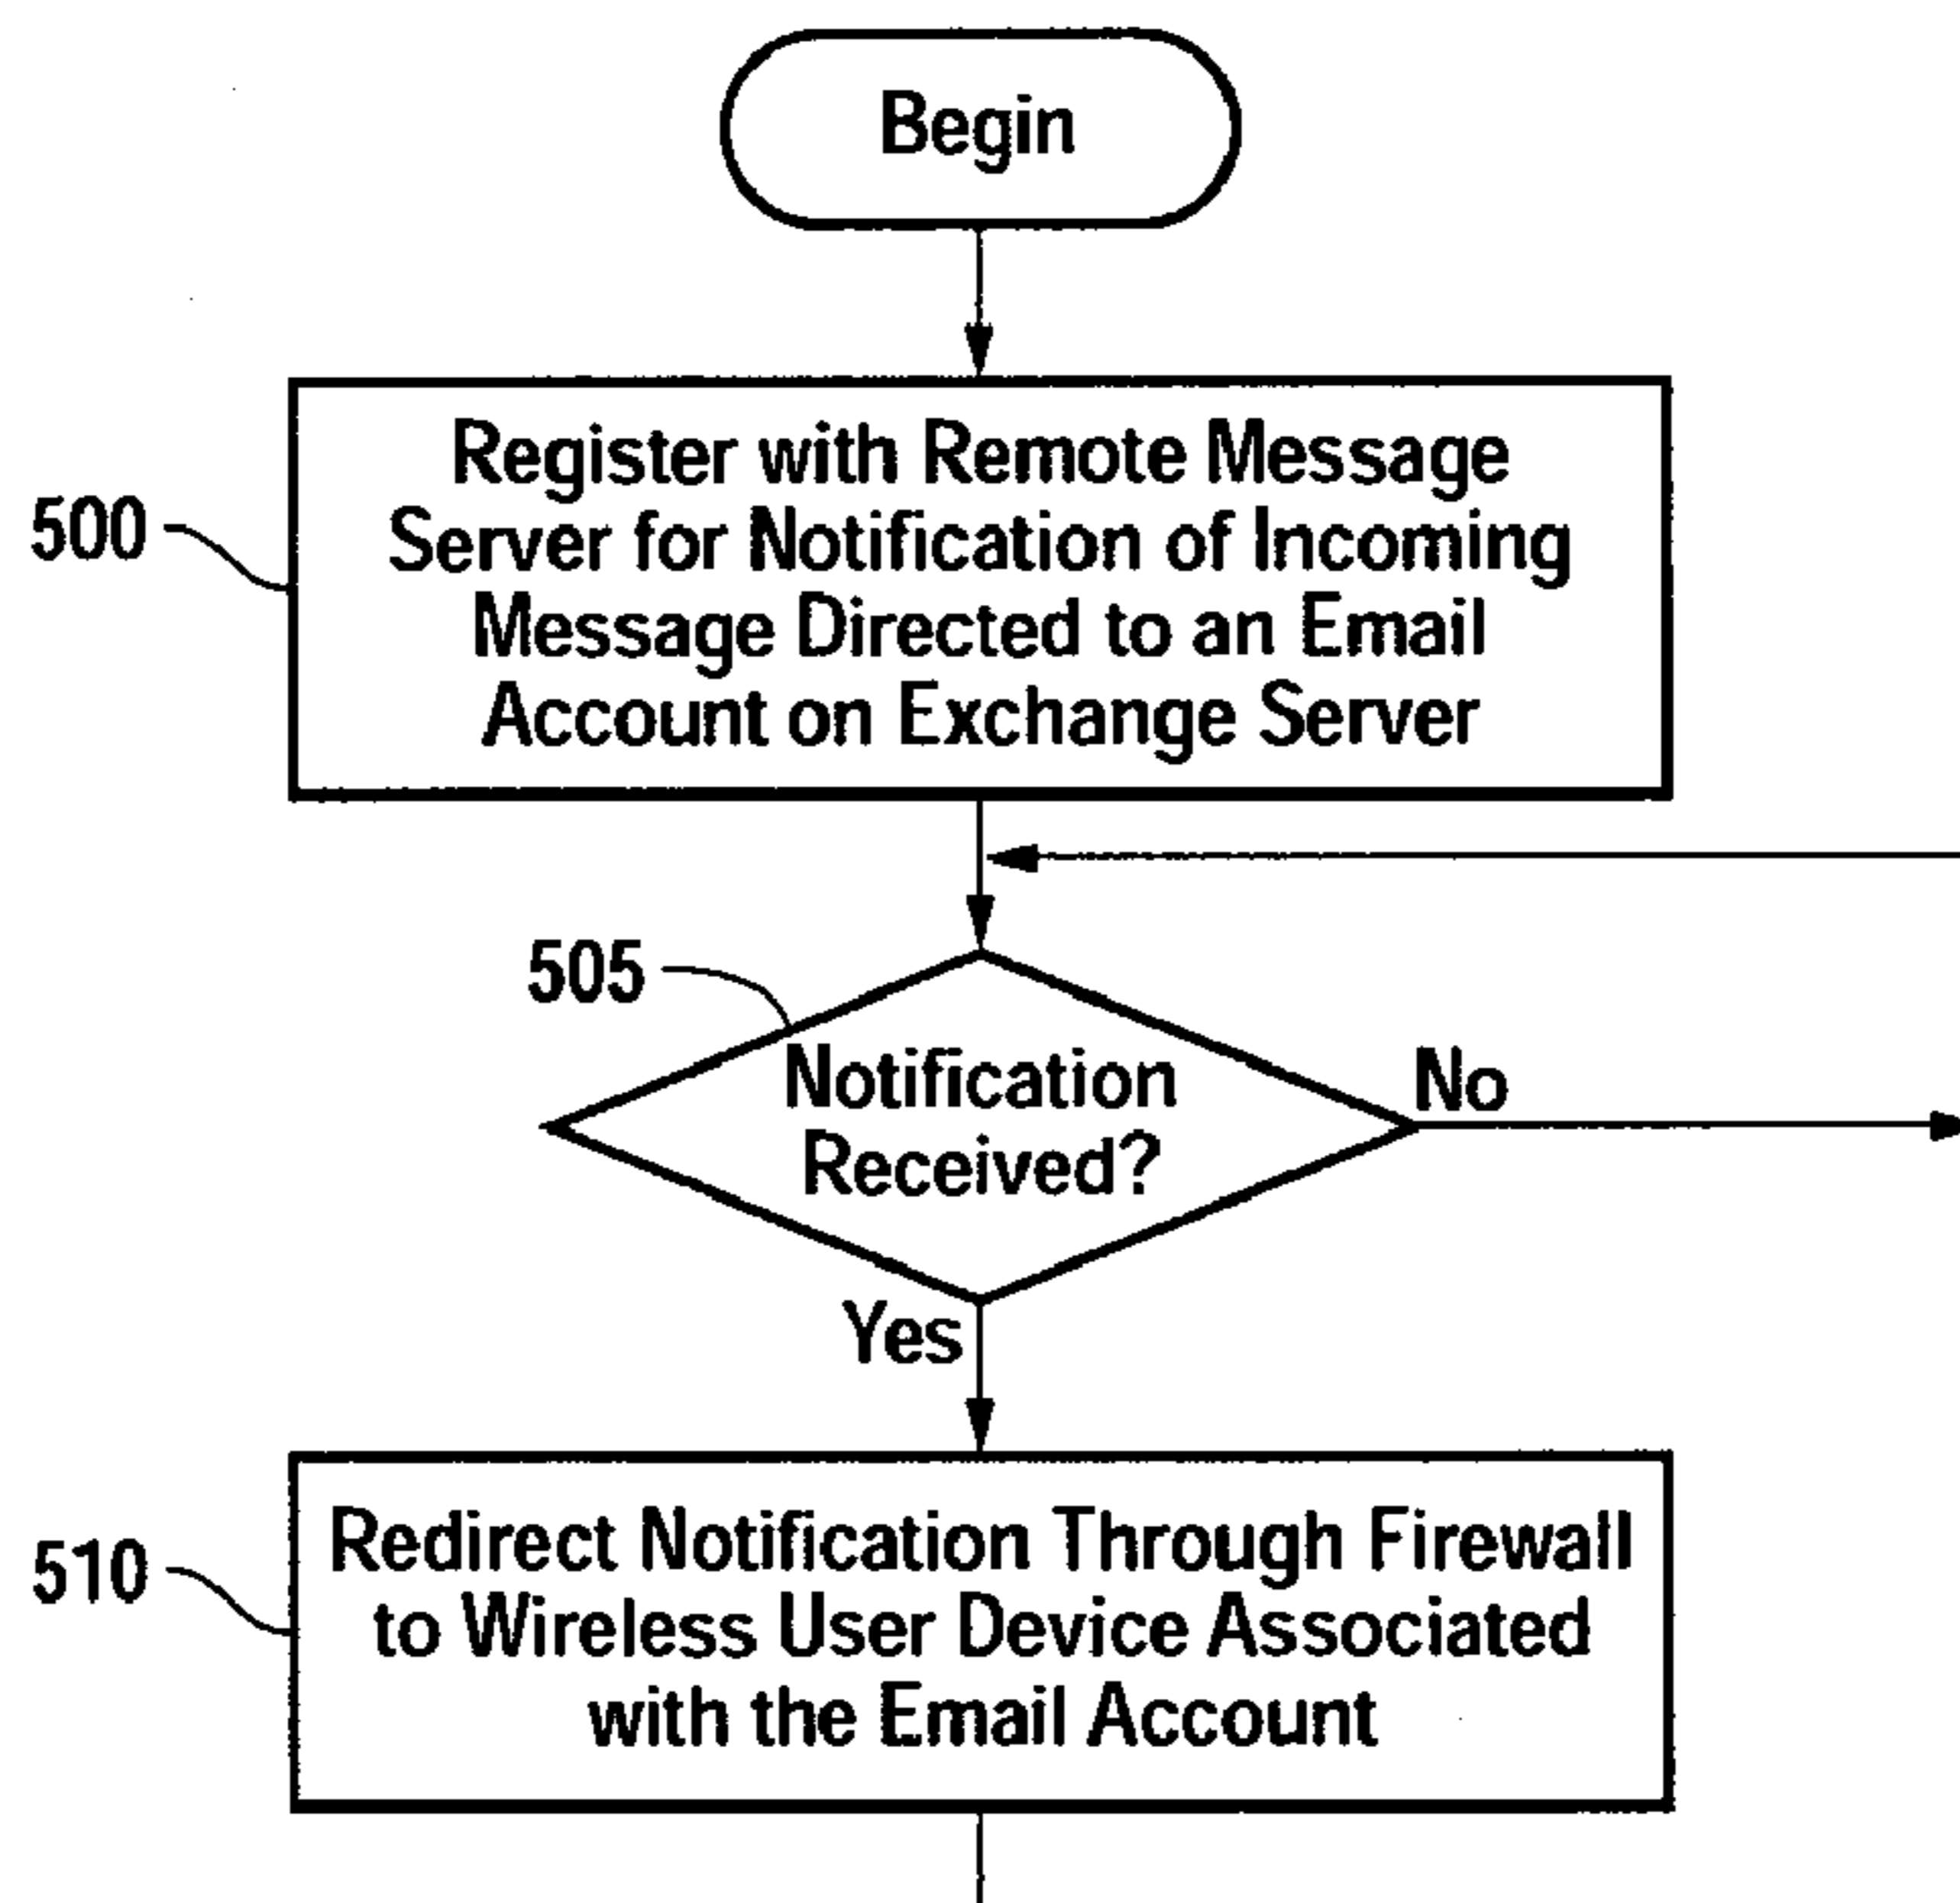 Begin
500
Register with Remote Message
Server for Notification of Incoming
Message Directed to an Email
Account on Exchange Server
505
Notification
Received?
No
Yes
510
Redirect Notification Through Firewall
to Wireless User Device Associated
with the Email Account